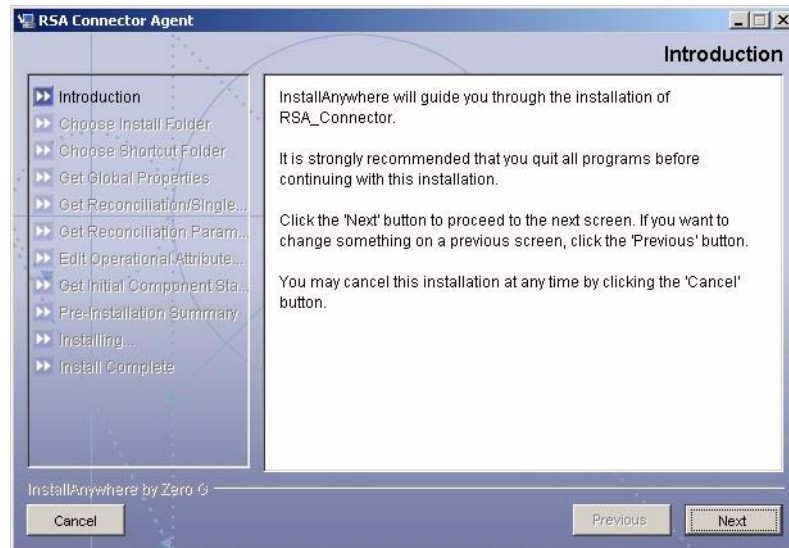 RSA Connector Agent
Introduction
Introduction
Choose Install Folder
Choose Shortcut Folder
Get Global Properties
Get Reconciliation/Single...
Get Reconciliation Param...
Edit Operational Attribute...
Get Initial Component Sta...
Pre-Installation Summary
Installing...
Install Complete
InstallAnywhere will guide you through the installation of
RSA_Connector.
It is strongly recommended that you quit all programs before
continuing with this installation.
Click the 'Next' button to proceed to the next screen. If you want to
change something on a previous screen, click the 'Previous' button.
You may cancel this installation at any time by clicking the 'Cancel'
button.
InstallAnywhere by Zero G
Cancel
Previous
Next